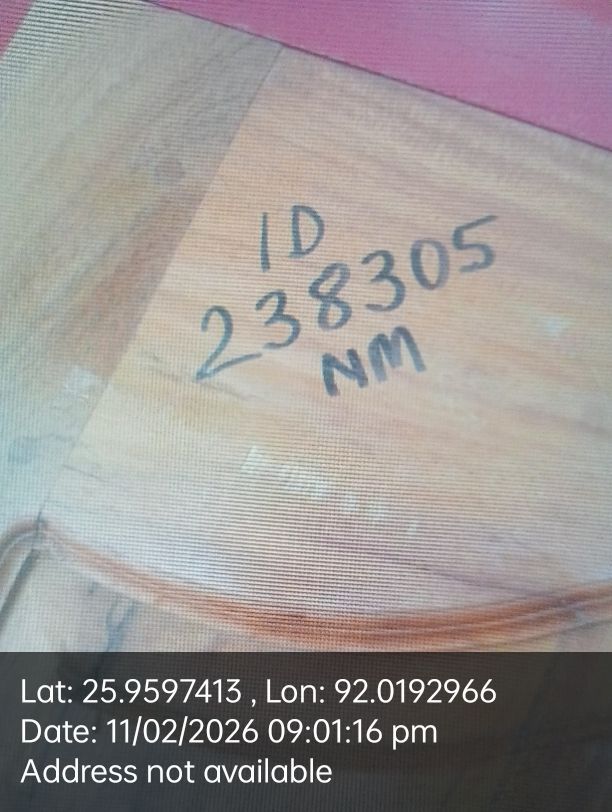 ID
238305
NM
Lat: 25.9597413 , Lon: 92.0192966
Date: 11/02/2026 09:01:16 pm
Address not available